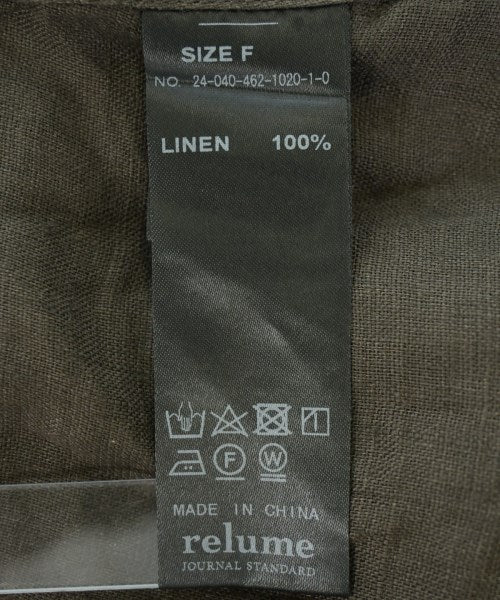 SIZE F
NO. 24-040-462-1020-1-0
LINEN 100%
F W
MADE IN CHINA
relume
JOURNAL STANDARD